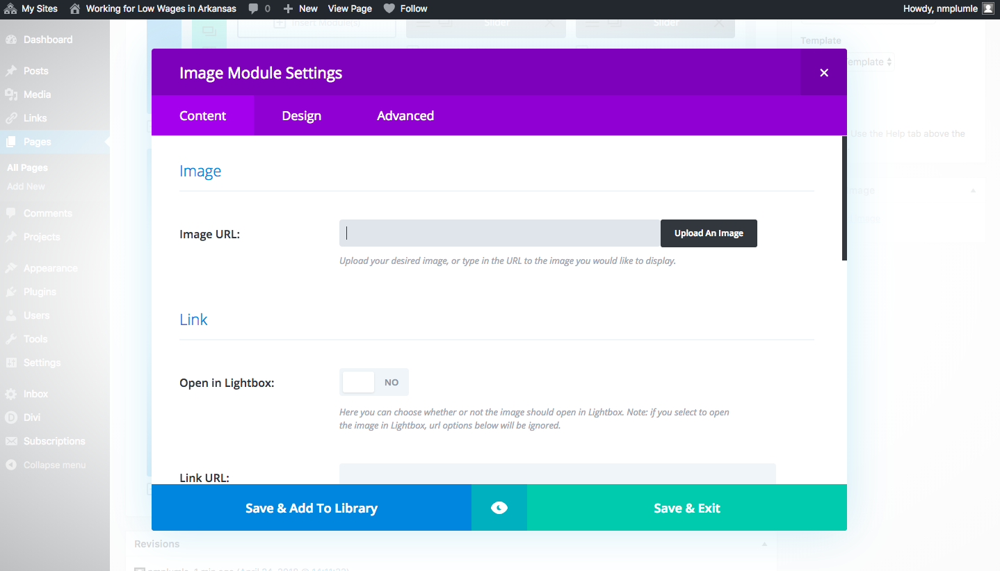 My Sites Working for Low Wages in Arkansas 0 New View Page Follow Howdy, nmplumle
Insert Module(s) Slider Slider
Dashboard
Posts
Media
Links
Pages
All Pages
Add New
Comments
Projects
Appearance
Plugins
Users
Tools
Settings
Inbox
Divi
Subscriptions
Collapse menu
Image Module Settings
Content Design Advanced
Image
Image URL: Upload An Image
Upload your desired image, or type in the URL to the image you would like to display.
Link
Open in Lightbox: NO
Here you can choose whether or not the image should open in Lightbox. Note: if you select to open
the image in Lightbox, url options below will be ignored.
Link URL:
Save & Add To Library Save & Exit
Template
emplate
Use the Help tab above the
mage
Revisions